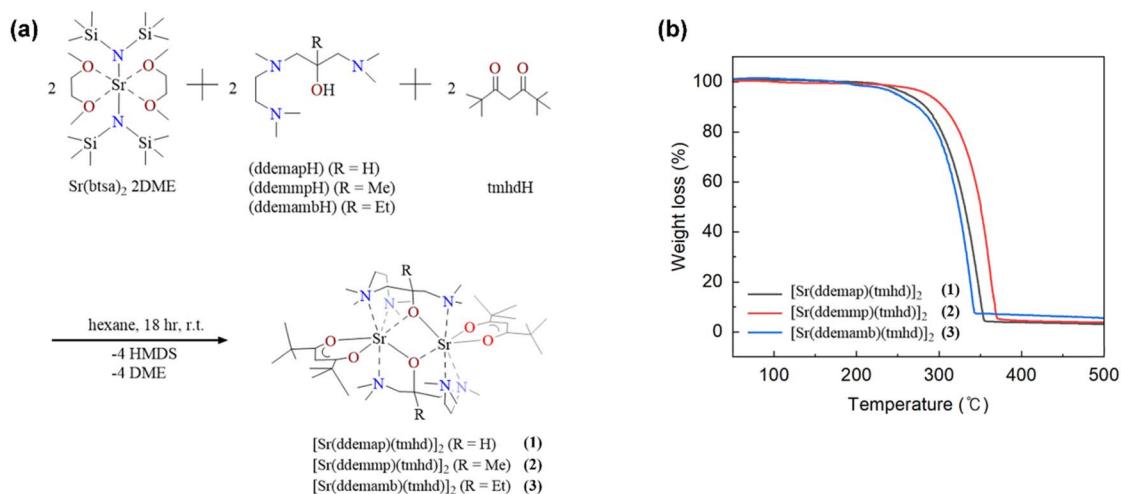 (a)
Si
Si
N
O
O
2
Sr
O
O
N
Si
Si
Sr(btsa)2 2DME
2
R
N
N
OH
N
(ddemapH) (R = H)
(ddemmpH) (R = Me)
(ddemambH) (R = Et)
2
O
O
tmhdH
hexane, 18 hr, r.t.
-4 HMDS
-4 DME
R
N
N
N
O
O
Sr
Sr
O
O
O
O
N
N
N
R
[Sr(ddemap)(tmhd)]2 (R = H) (1)
[Sr(ddemmp)(tmhd)]2 (R = Me) (2)
[Sr(ddemamb)(tmhd)]2 (R = Et) (3)
(b)
Weight loss (%)
100
80
60
40
20
0
[Sr(ddemap)(tmhd)]2 (1)
[Sr(ddemmp)(tmhd)]2 (2)
[Sr(ddemamb)(tmhd)]2 (3)
100 200 300 400 500
Temperature (℃)